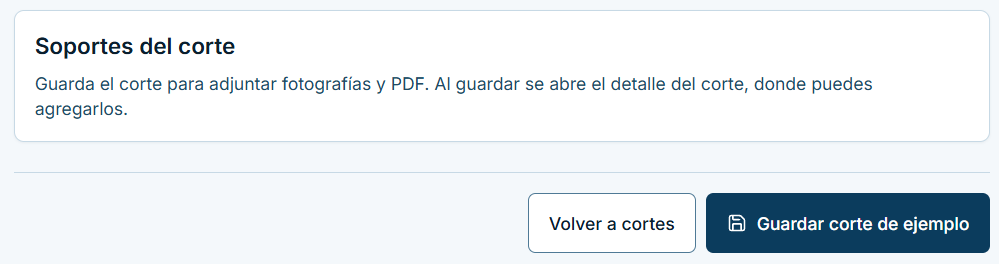 Soportes del corte
Guarda el corte para adjuntar fotografías y PDF. Al guardar se abre el detalle del corte, donde puedes
agregarlos.
Volver a cortes
Guardar corte de ejemplo